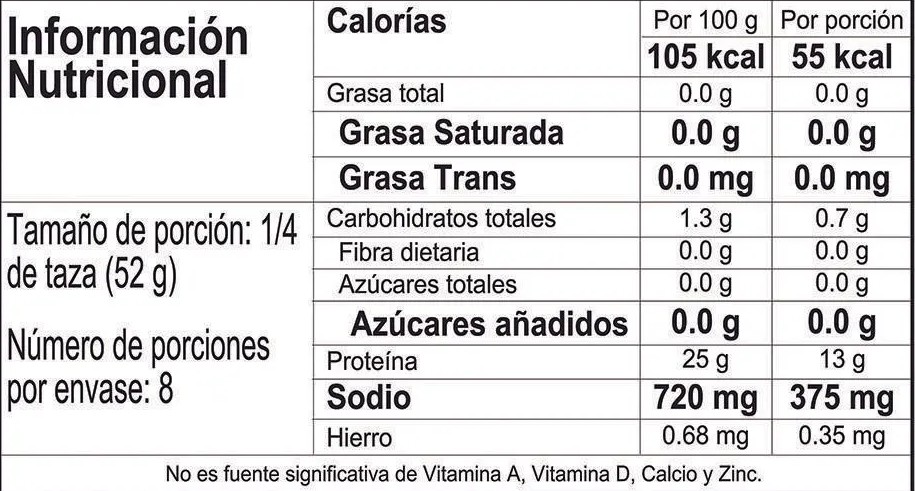 Información
Nutricional
Tamaño de porción: 1/4
de taza (52 g)
Número de porciones
por envase: 8
Calorías
Por 100 g Por porción
105 kcal 55 kcal
Grasa total 0.0 g 0.0 g
Grasa Saturada 0.0 g 0.0 g
Grasa Trans 0.0 mg 0.0 mg
Carbohidratos totales 1.3 g 0.7 g
Fibra dietaria 0.0 g 0.0 g
Azúcares totales 0.0 g 0.0 g
Azúcares añadidos 0.0 g 0.0 g
Proteína 25 g 13 g
Sodio 720 mg 375 mg
Hierro 0.68 mg 0.35 mg
No es fuente significativa de Vitamina A, Vitamina D, Calcio y Zinc.